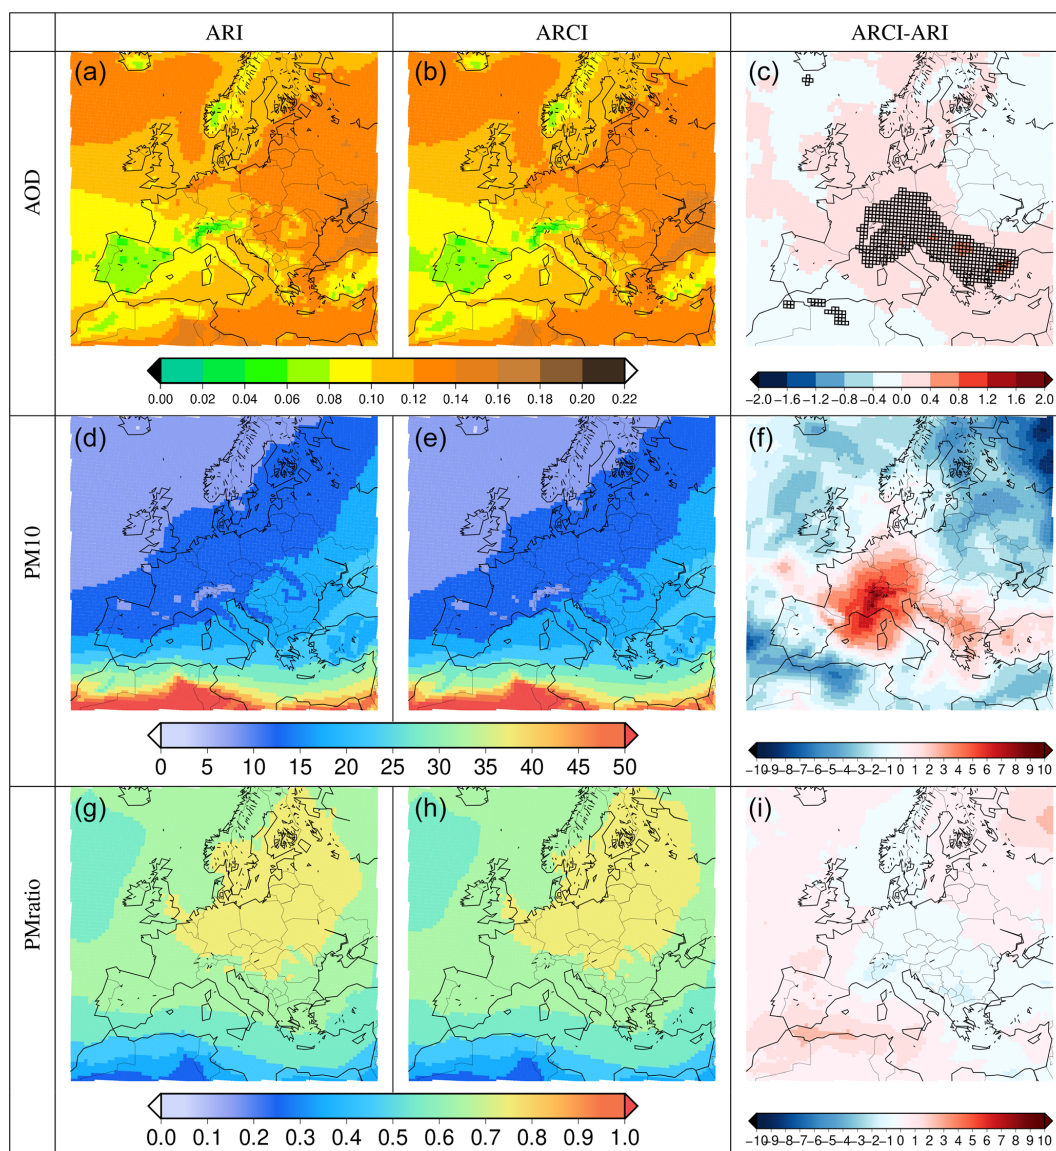 ARI ARCI ARCI-ARI
AOD
(a) (b) (c)
0.00 0.02 0.04 0.06 0.08 0.10 0.12 0.14 0.16 0.18 0.20 0.22
−2.0 −1.6 −1.2 −0.8 −0.4 0.0 0.4 0.8 1.2 1.6 2.0
PM10
(d) (e) (f)
0 5 10 15 20 25 30 35 40 45 50
−10−9−8−7−6−5−4−3−2−1 0 1 2 3 4 5 6 7 8 9 10
PMratio
(g) (h) (i)
0.0 0.1 0.2 0.3 0.4 0.5 0.6 0.7 0.8 0.9 1.0
−10−9−8−7−6−5−4−3−2−1 0 1 2 3 4 5 6 7 8 9 10